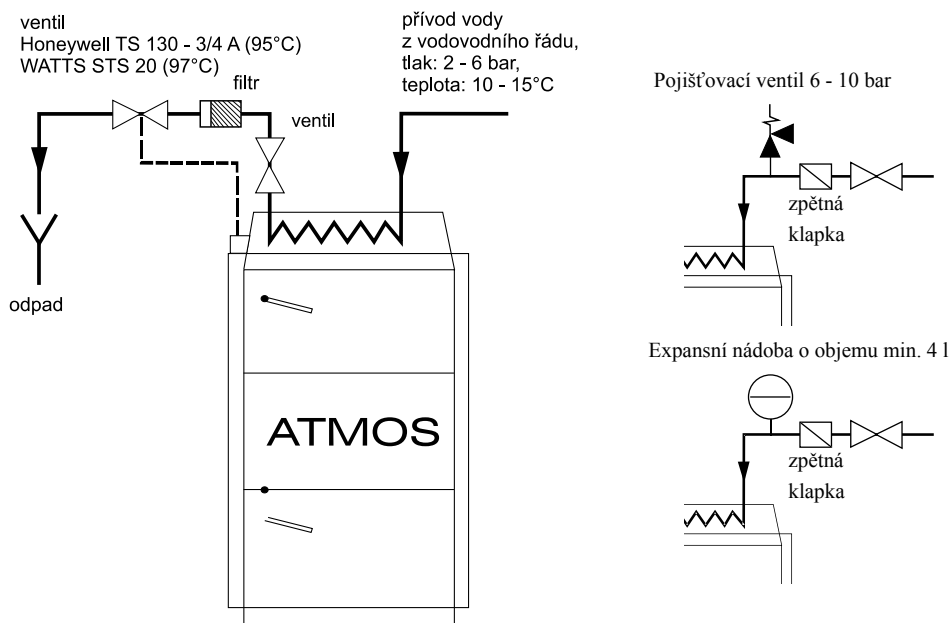 ventil
Honeywell TS 130 - 3/4 A (95°C)
WATTS STS 20 (97°C)
filtr
ventil
přívod vody
z vodovodního řádu,
tlak: 2 - 6 bar,
teplota: 10 - 15°C
odpad
ATMOS
Pojišťovací ventil 6 - 10 bar
zpětná
klapka
Expansní nádoba o objemu min. 4 l
zpětná
klapka